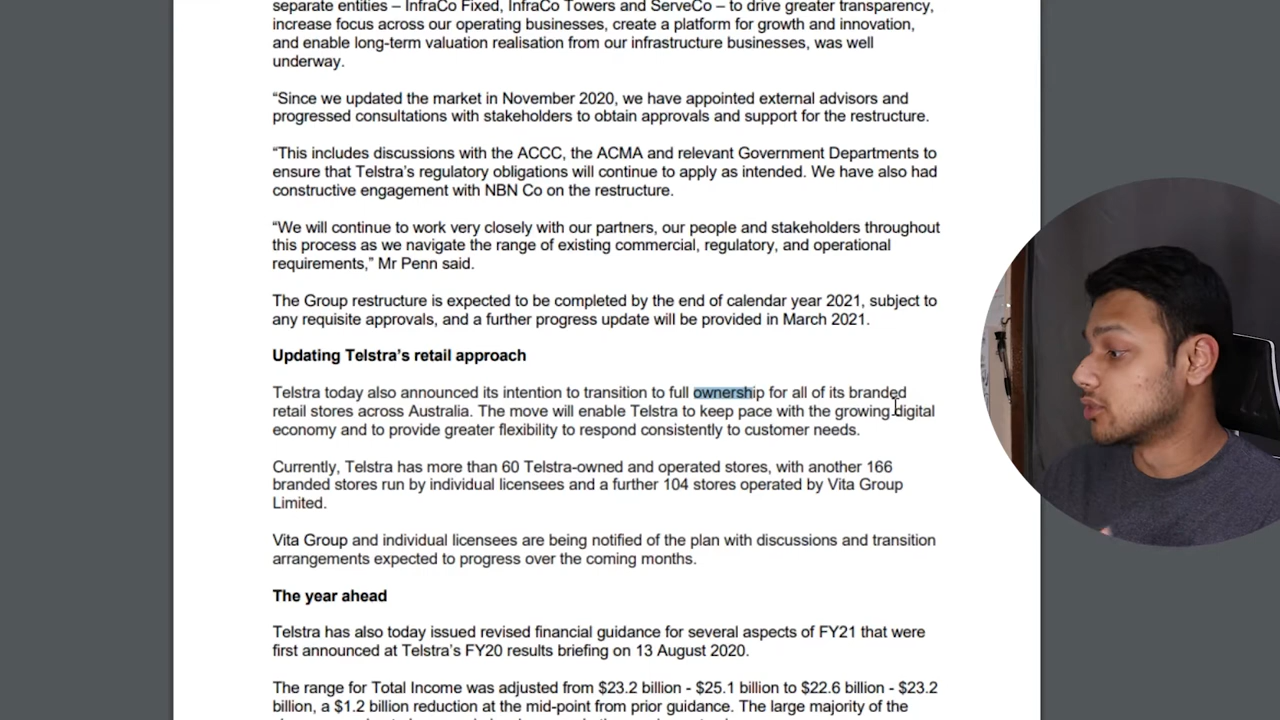 separate entities – InfraCo Fixed, InfraCo Towers and ServeCo – to drive greater transparency,
increase focus across our operating businesses, create a platform for growth and innovation,
and enable long-term valuation realisation from our infrastructure businesses, was well
underway.
“Since we updated the market in November 2020, we have appointed external advisors and
progressed consultations with stakeholders to obtain approvals and support for the restructure.
“This includes discussions with the ACCC, the ACMA and relevant Government Departments to
ensure that Telstra’s regulatory obligations will continue to apply as intended. We have also had
constructive engagement with NBN Co on the restructure.
“We will continue to work very closely with our partners, our people and stakeholders throughout
this process as we navigate the range of existing commercial, regulatory, and operational
requirements,” Mr Penn said.
The Group restructure is expected to be completed by the end of calendar year 2021, subject to
any requisite approvals, and a further progress update will be provided in March 2021.
Updating Telstra’s retail approach
Telstra today also announced its intention to transition to full ownership for all of its branded
retail stores across Australia. The move will enable Telstra to keep pace with the growing digital
economy and to provide greater flexibility to respond consistently to customer needs.
Currently, Telstra has more than 60 Telstra-owned and operated stores, with another 166
branded stores run by individual licensees and a further 104 stores operated by Vita Group
Limited.
Vita Group and individual licensees are being notified of the plan with discussions and transition
arrangements expected to progress over the coming months.
The year ahead
Telstra has also today issued revised financial guidance for several aspects of FY21 that were
first announced at Telstra’s FY20 results briefing on 13 August 2020.
The range for Total Income was adjusted from $23.2 billion - $25.1 billion to $22.6 billion - $23.2
billion, a $1.2 billion reduction at the mid-point from prior guidance. The large majority of the